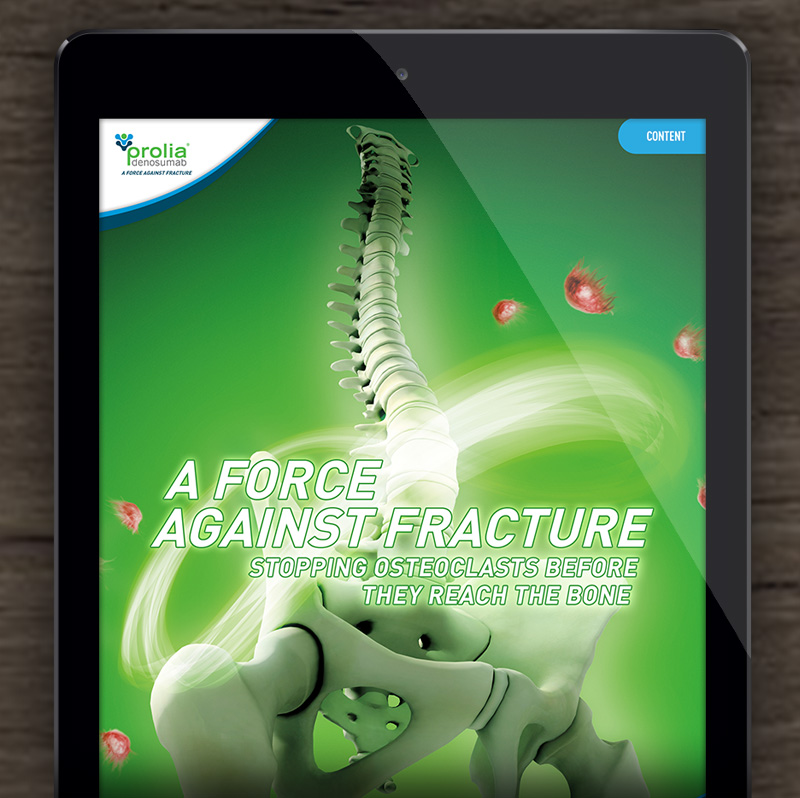 prolia®
denosumab
A FORCE AGAINST FRACTURE
CONTENT
A FORCE
AGAINST FRACTURE
STOPPING OSTEOCLASTS BEFORE
THEY REACH THE BONE